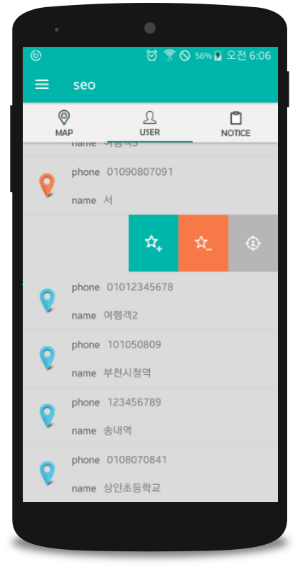 56% 오전 6:06
seo
MAP USER NOTICE
name 여행객3
phone 01090807091
name 서
phone 01012345678
name 여행객2
phone 101050809
name 부천시청역
phone 123456789
name 송내역
phone 0108070841
name 상인초등학교